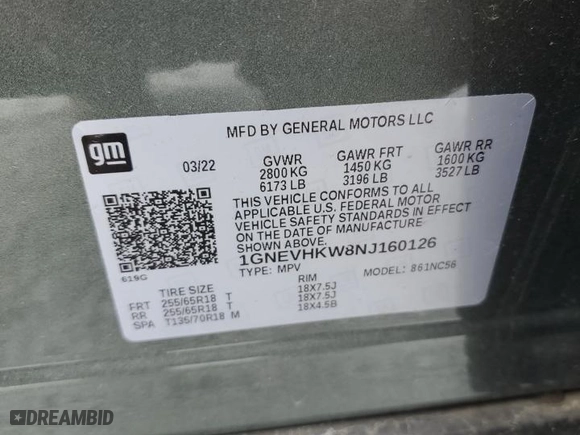 MFD BY GENERAL MOTORS LLC
gm
03/22
GVWR GAWR FRT GAWR RR
2800 KG 1450 KG 1600 KG
6173 LB 3196 LB 3527 LB
THIS VEHICLE CONFORMS TO ALL
APPLICABLE U.S. FEDERAL MOTOR
VEHICLE SAFETY STANDARDS IN EFFECT
ON THE DATE OF MANUFACTURE SHOWN ABOVE.
1GNEVHKW8NJ160126
619G
TYPE: MPV MODEL: 861NC56
TIRE SIZE RIM
FRT 255/65R18 T 18X7.5J
RR 255/65R18 T 18X7.5J
SPA T135/70R18 M 18X4.5B
DREAMBID